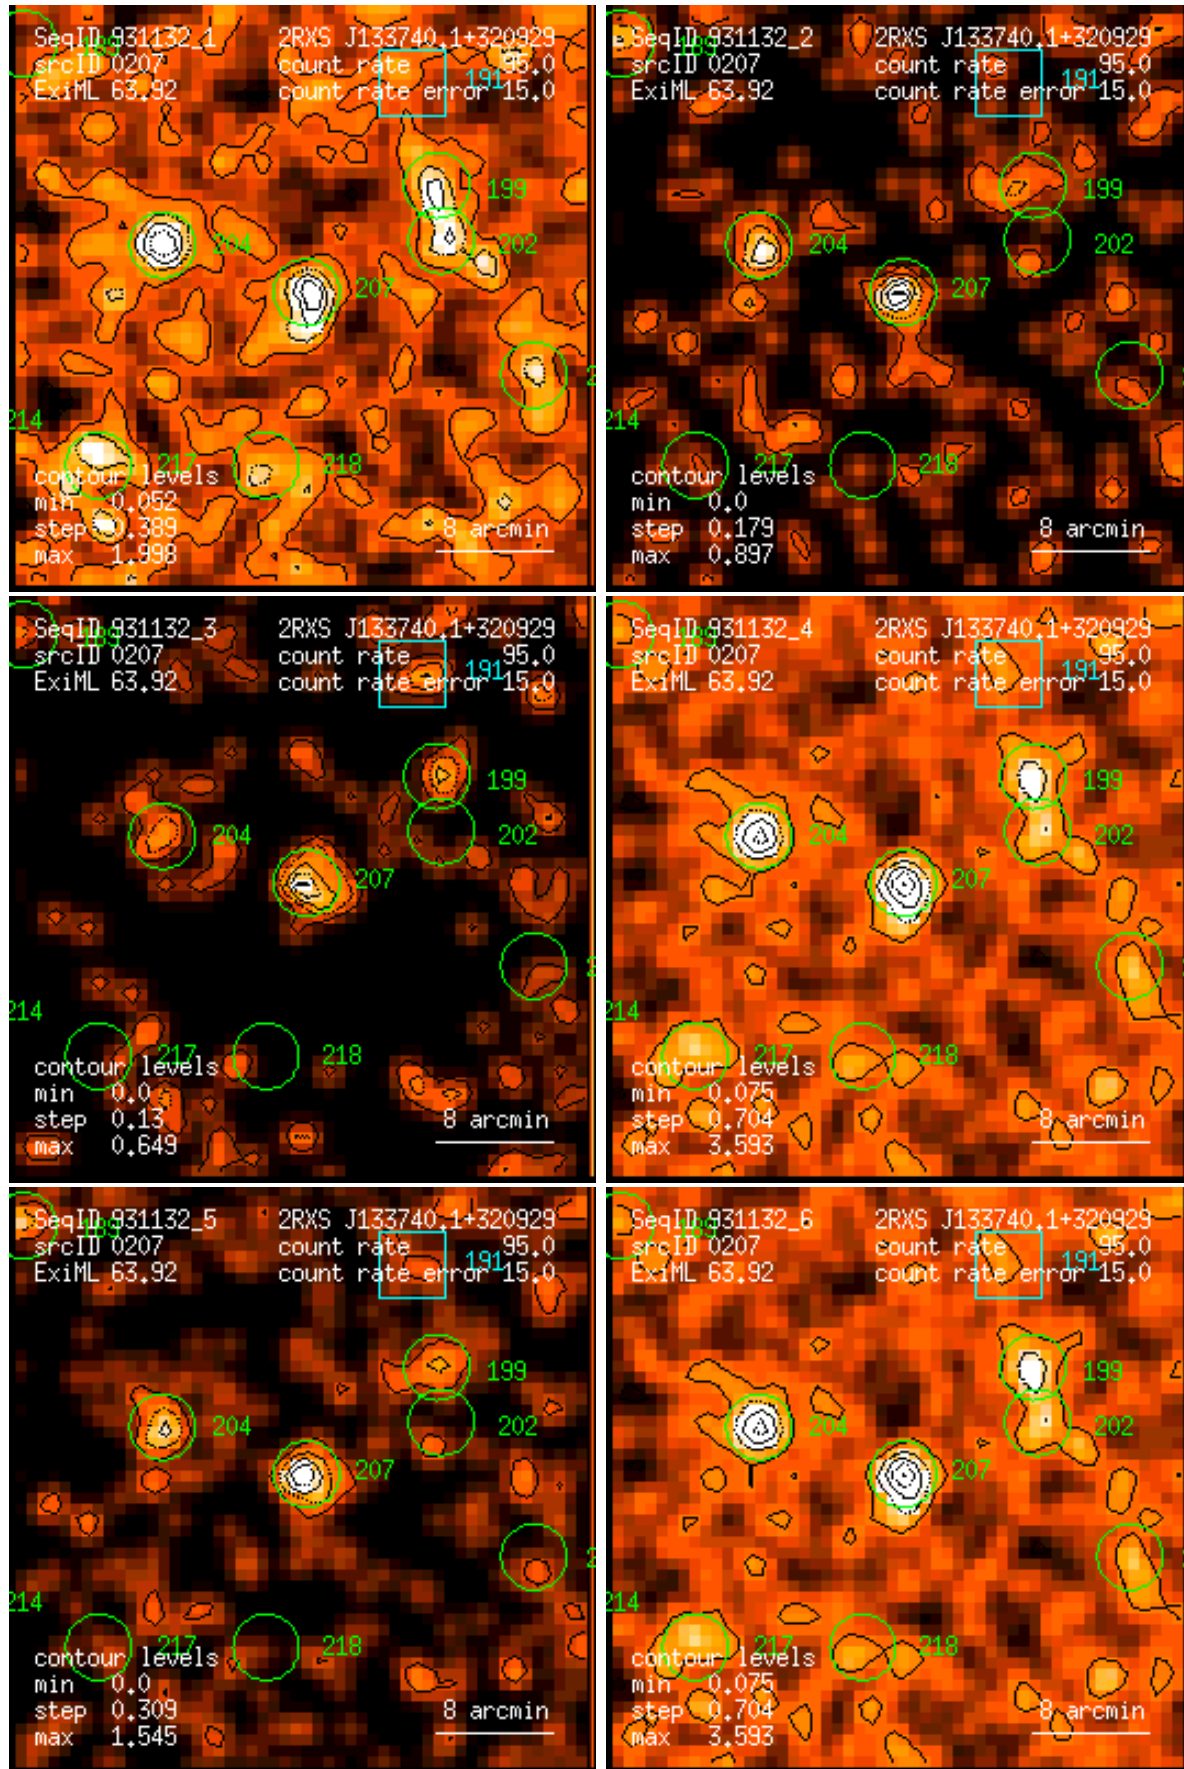 SeqID 931132_1 2RXS J133740.1+320929
srcID 0207 count rate 95.0
ExiML 63.92 count rate error 15.0
189
191
199
204
202
207
214
217
218
contour levels
min 0.052
step 0.389
max 1.998
8 arcmin
SeqID 931132_2 2RXS J133740.1+320929
srcID 0207 count rate 95.0
ExiML 63.92 count rate error 15.0
189
191
199
204
202
207
214
217
218
contour levels
min 0.0
step 0.179
max 0.897
8 arcmin
SeqID 931132_3 2RXS J133740.1+320929
srcID 0207 count rate 95.0
ExiML 63.92 count rate error 15.0
189
191
199
204
202
207
214
217
218
contour levels
min 0.0
step 0.13
max 0.649
8 arcmin
SeqID 931132_4 2RXS J133740.1+320929
srcID 0207 count rate 95.0
ExiML 63.92 count rate error 15.0
189
191
199
204
202
207
214
217
218
contour levels
min 0.075
step 0.704
max 3.593
8 arcmin
SeqID 931132_5 2RXS J133740.1+320929
srcID 0207 count rate 95.0
ExiML 63.92 count rate error 15.0
189
191
199
204
202
207
214
217
218
contour levels
min 0.0
step 0.309
max 1.545
8 arcmin
SeqID 931132_6 2RXS J133740.1+320929
srcID 0207 count rate 95.0
ExiML 63.92 count rate error 15.0
189
191
199
204
202
207
214
217
218
contour levels
min 0.075
step 0.704
max 3.593
8 arcmin